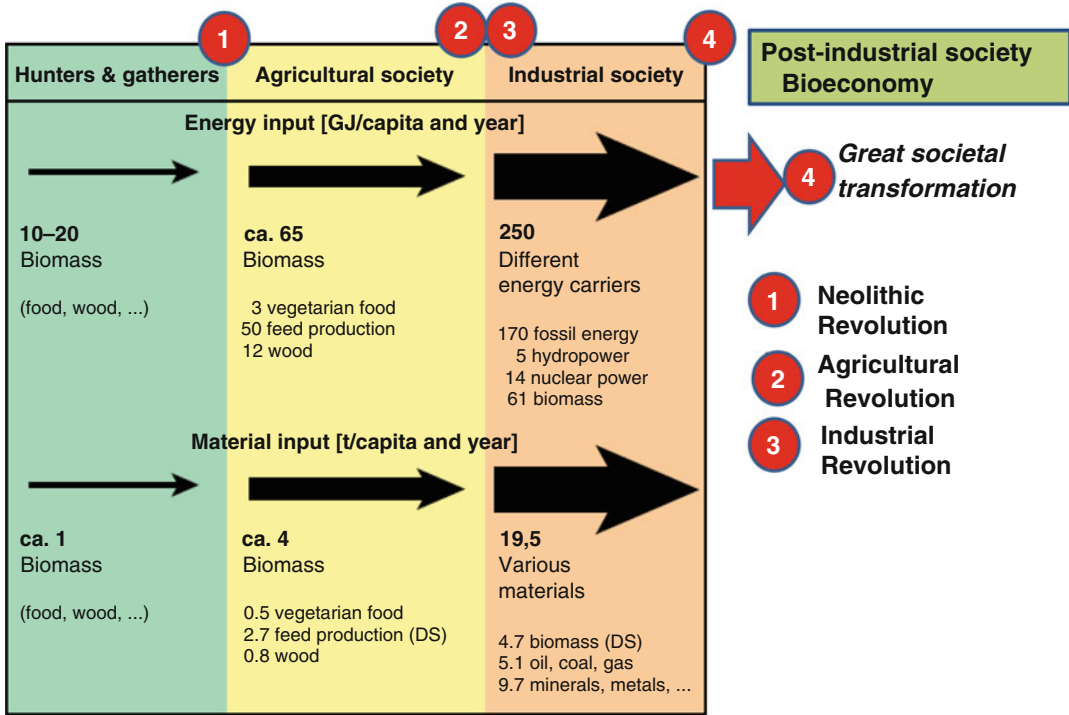 1
2
3
4
Hunters & gatherers
Agricultural society
Industrial society
Post-industrial society
Bioeconomy
Energy input [GJ/capita and year]
10–20
Biomass
(food, wood, ...)
ca. 65
Biomass
3 vegetarian food
50 feed production
12 wood
250
Different
energy carriers
170 fossil energy
5 hydropower
14 nuclear power
61 biomass
Material input [t/capita and year]
ca. 1
Biomass
(food, wood, ...)
ca. 4
Biomass
0.5 vegetarian food
2.7 feed production (DS)
0.8 wood
19,5
Various
materials
4.7 biomass (DS)
5.1 oil, coal, gas
9.7 minerals, metals, ...
4
Great societal
transformation
1
Neolithic
Revolution
2
Agricultural
Revolution
3
Industrial
Revolution